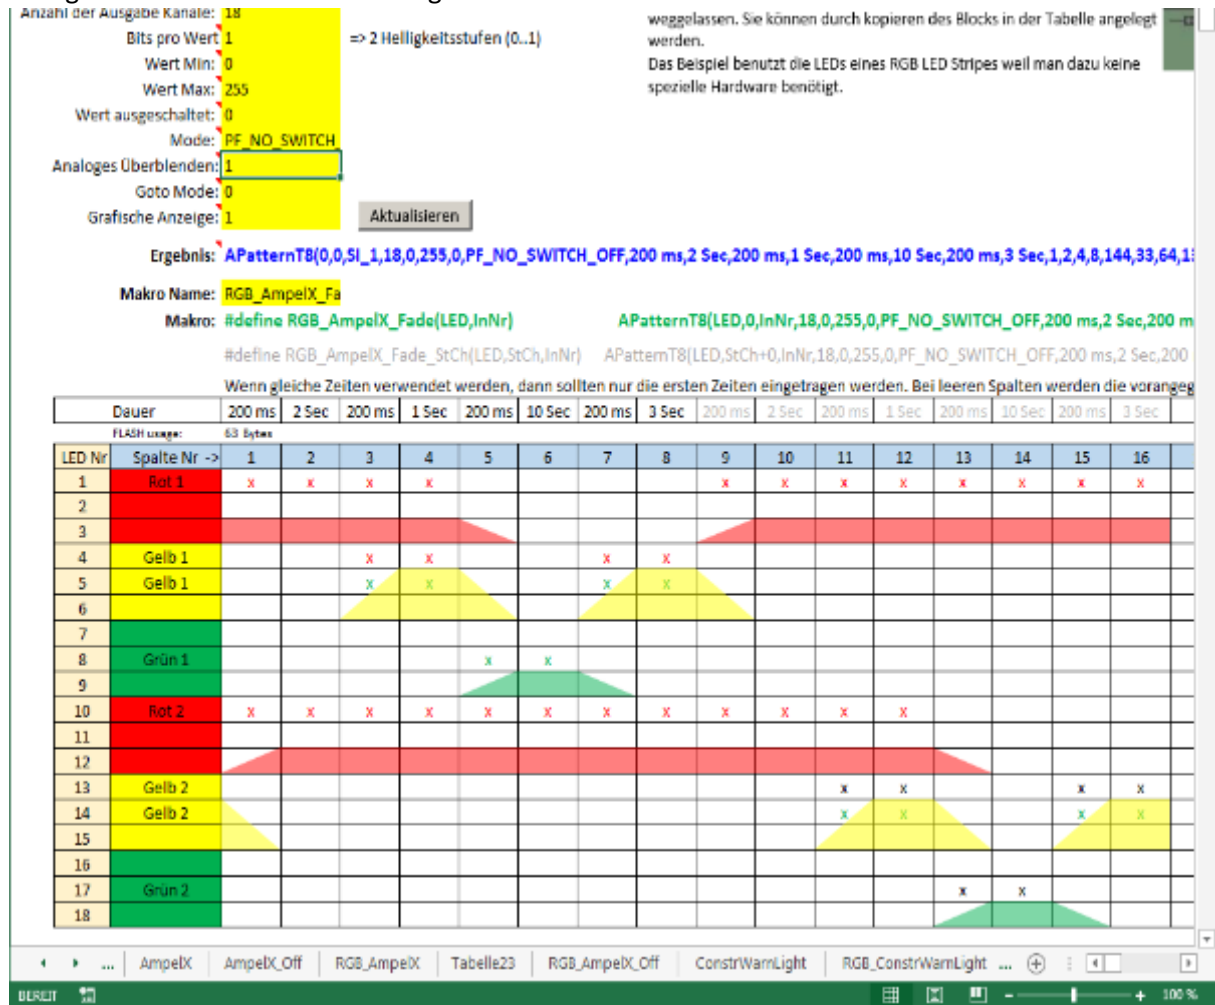 Anzahl der Ausgabe Kanäle: 18
Bits pro Wert 1 => 2 Helligkeitsstufen (0..1)
Wert Min: 0
Wert Max: 255
Wert ausgeschaltet: 0
Mode: PF_NO_SWITCH_
Analoges Überblenden: 1
Goto Mode: 0
Grafische Anzeige: 1 Aktualisieren
weggelassen. Sie können durch kopieren des Blocks in der Tabelle angelegt
werden.
Das Beispiel benutzt die LEDs eines RGB LED Stripes weil man dazu keine
spezielle Hardware benötigt.
Ergebnis: APatternT8(0,0,SI_1,18,0,255,0,PF_NO_SWITCH_OFF,200 ms,2 Sec,200 ms,1 Sec,200 ms,10 Sec,200 ms,3 Sec,1,2,4,8,144,33,64,1
Makro Name: RGB_AmpelX_Fa
Makro: #define RGB_AmpelX_Fade(LED,InNr) APatternT8(LED,0,InNr,18,0,255,0,PF_NO_SWITCH_OFF,200 ms,2 Sec,200 m
#define RGB_AmpelX_Fade_StCh(LED,StCh,InNr) APatternT8(LED,StCh+0,InNr,18,0,255,0,PF_NO_SWITCH_OFF,200 ms,2 Sec,200
Wenn gleiche Zeiten verwendet werden, dann sollten nur die ersten Zeiten eingetragen werden. Bei leeren Spalten werden die vorangeg
Dauer 200 ms 2 Sec 200 ms 1 Sec 200 ms 10 Sec 200 ms 3 Sec 200 ms 2 Sec 200 ms 1 Sec 200 ms 10 Sec 200 ms 3 Sec
FLASH usage: 63 Bytes
LED Nr Spalte Nr -> 1 2 3 4 5 6 7 8 9 10 11 12 13 14 15 16
1 Rot 1 x x x x x x x x x x x x
2
3
4 Gelb 1 x x x x
5 Gelb 1 x x x x
6
7
8 Grün 1 x x
9
10 Rot 2 x x x x x x x x x x x x
11
12
13 Gelb 2 x x x x
14 Gelb 2 x x x x
15
16
17 Grün 2 x x
18
... AmpelX AmpelX_Off RGB_AmpelX Tabelle23 RGB_AmpelX_Off ConstrWarnLight RGB_ConstrWarnLight ...
BEREIT 100 %